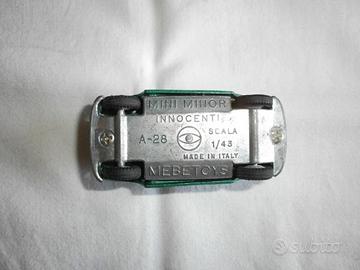 MINI MINOR
INNOCENTI
A-28
SCALA
1/43
MADE IN ITALY
MEBETOYS
Subito